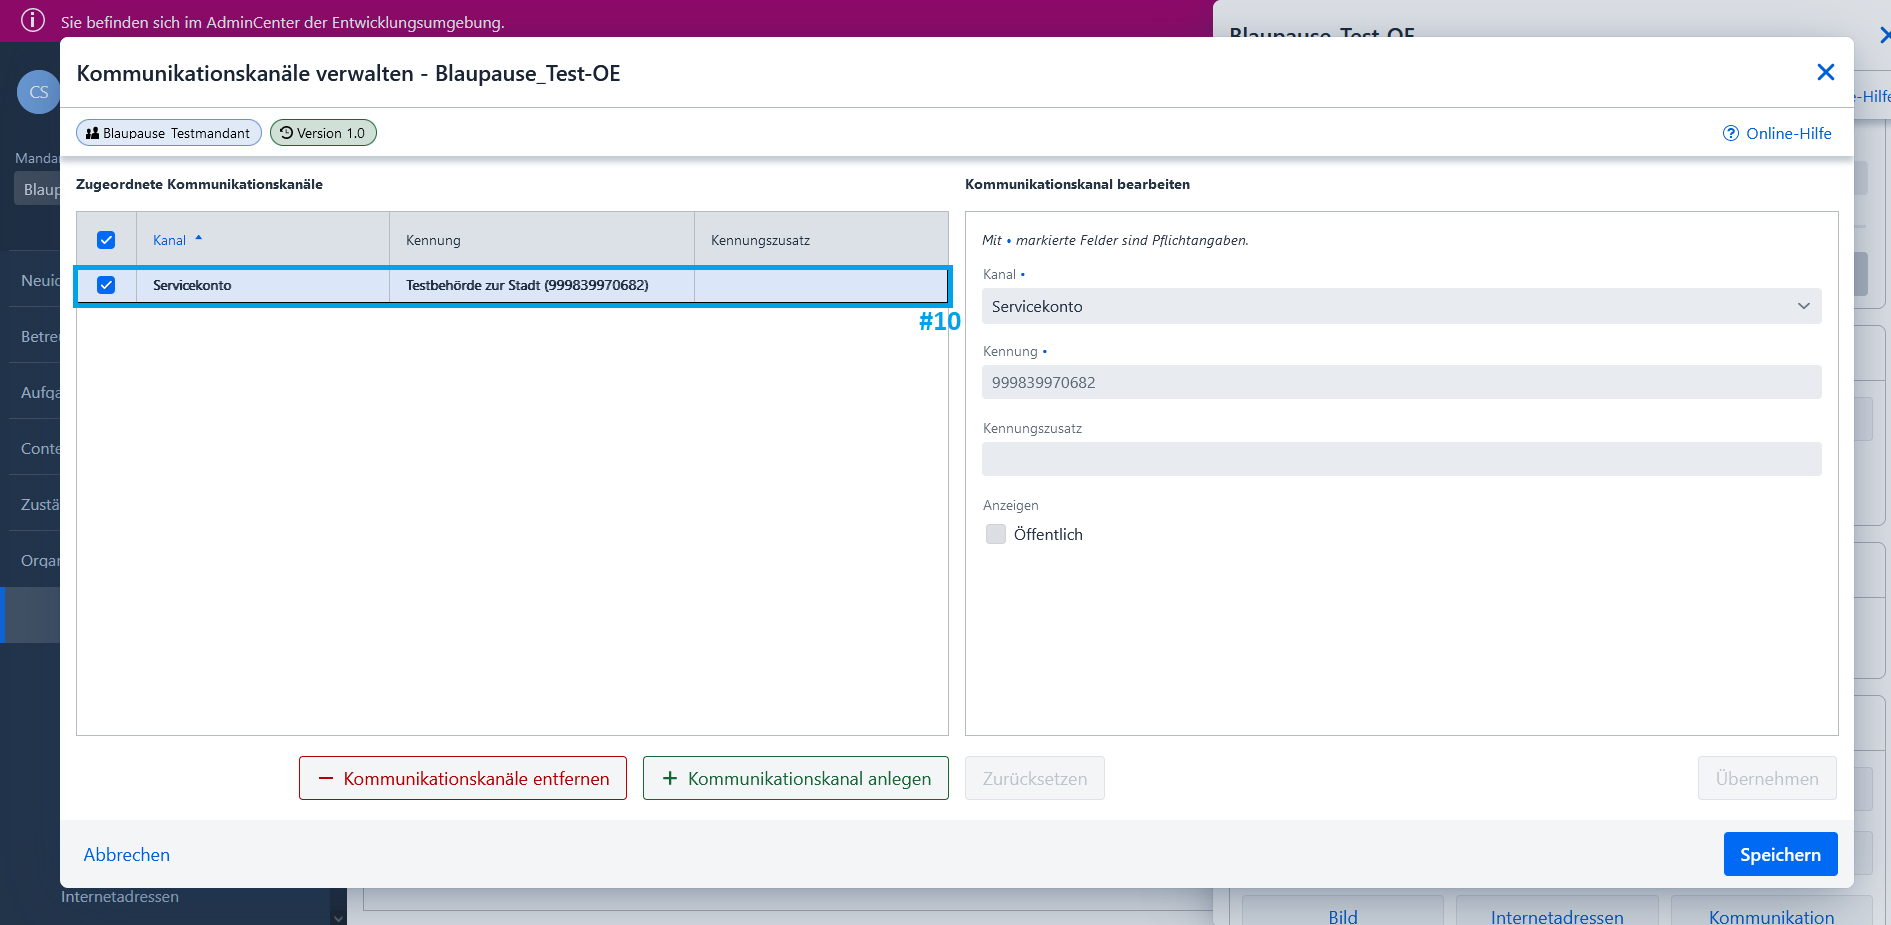 Sie befinden sich im AdminCenter der Entwicklungsumgebung.
Blaupause_Test-OE
Kommunikationskanäle verwalten - Blaupause_Test-OE
CS
Blaupause_Testmandant
Version 1.0
Online-Hilfe
e-Hilfe
Mandan
Blaup
Zugeordnete Kommunikationskanäle
Kommunikationskanal bearbeiten
Kanal
Kennung
Kennungszusatz
Mit • markierte Felder sind Pflichtangaben.
Servicekonto
Testbehörde zur Stadt (999839970682)
#10
Kanal •
Servicekonto
Kennung •
999839970682
Kennungszusatz
Anzeigen
Öffentlich
Betre
Aufga
Conte
Zustä
Organ
Kommunikationskanäle entfernen
Kommunikationskanal anlegen
Zurücksetzen
Übernehmen
Abbrechen
Speichern
Internetadressen
Bild
Internetadressen
Kommunikation